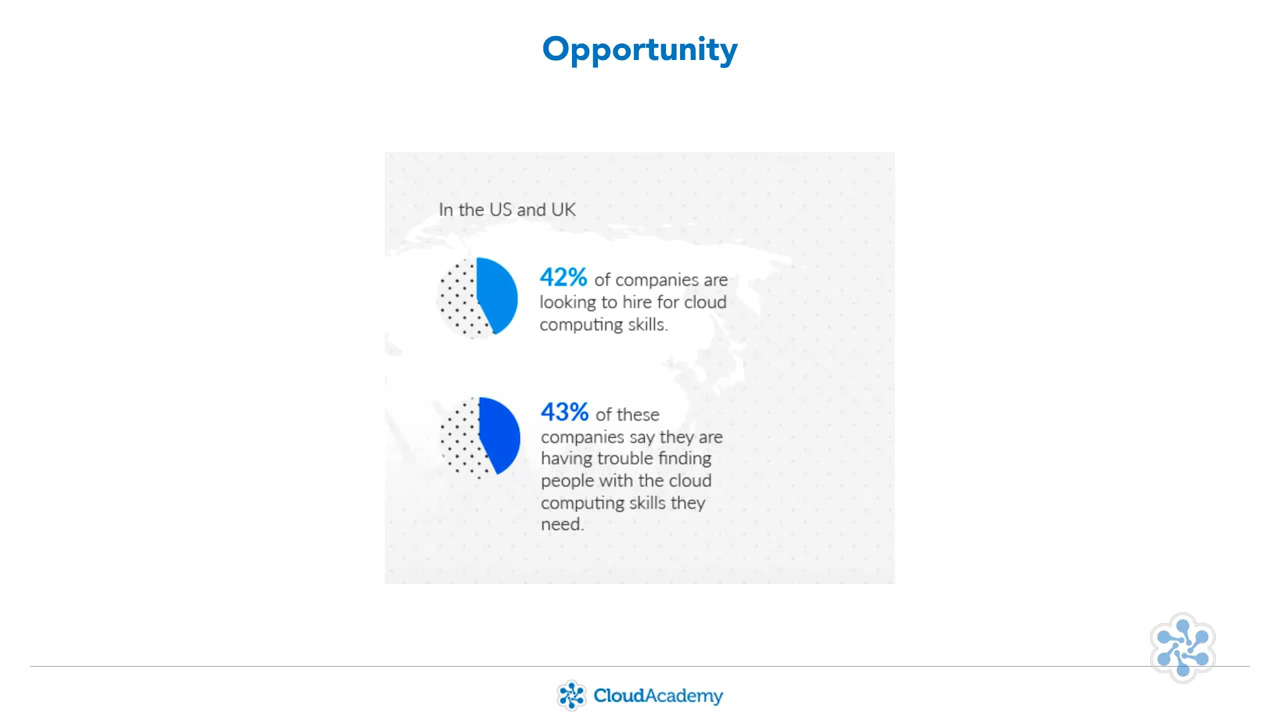 Opportunity
In the US and UK
42% of companies are
looking to hire for cloud
computing skills.
43% of these
companies say they are
having trouble finding
people with the cloud
computing skills they
need.
CloudAcademy